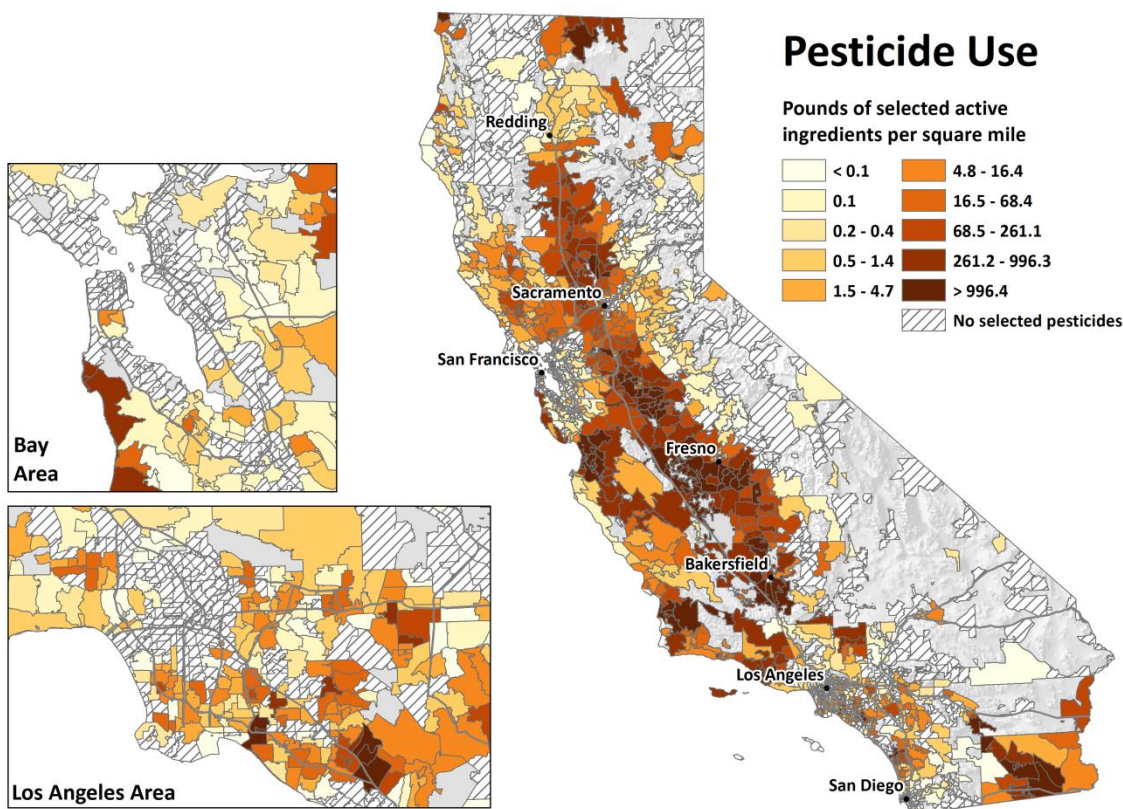 Pesticide Use
Pounds of selected active
ingredients per square mile
< 0.1
0.1
0.2 - 0.4
0.5 - 1.4
1.5 - 4.7
4.8 - 16.4
16.5 - 68.4
68.5 - 261.1
261.2 - 996.3
> 996.4
No selected pesticides
Redding
Sacramento
San Francisco
Fresno
Bakersfield
Los Angeles
San Diego
Bay
Area
Los Angeles Area